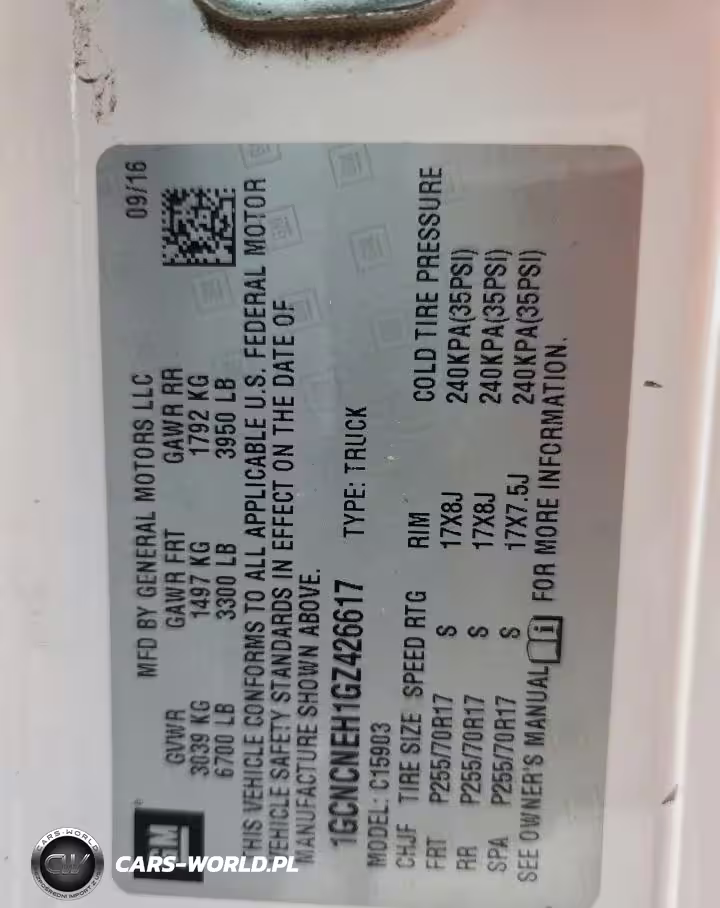 MFD BY GENERAL MOTORS LLC 09/16
GVWR GAWR FRT GAWR RR
3039 KG 1497 KG 1792 KG
6700 LB 3300 LB 3950 LB
THIS VEHICLE CONFORMS TO ALL APPLICABLE U.S. FEDERAL MOTOR
VEHICLE SAFETY STANDARDS IN EFFECT ON THE DATE OF
MANUFACTURE SHOWN ABOVE.
1GCNCNEH1GZ426617 TYPE: TRUCK
MODEL: C15903
CHJF TIRE SIZE SPEED RTG RIM COLD TIRE PRESSURE
FRT P255/70R17 S 17X8J 240KPA(35PSI)
RR P255/70R17 S 17X8J 240KPA(35PSI)
SPA P255/70R17 S 17X7.5J 240KPA(35PSI)
SEE OWNER'S MANUAL i FOR MORE INFORMATION.
GM
CARS-WORLD
CW
CARS-WORLD.PL